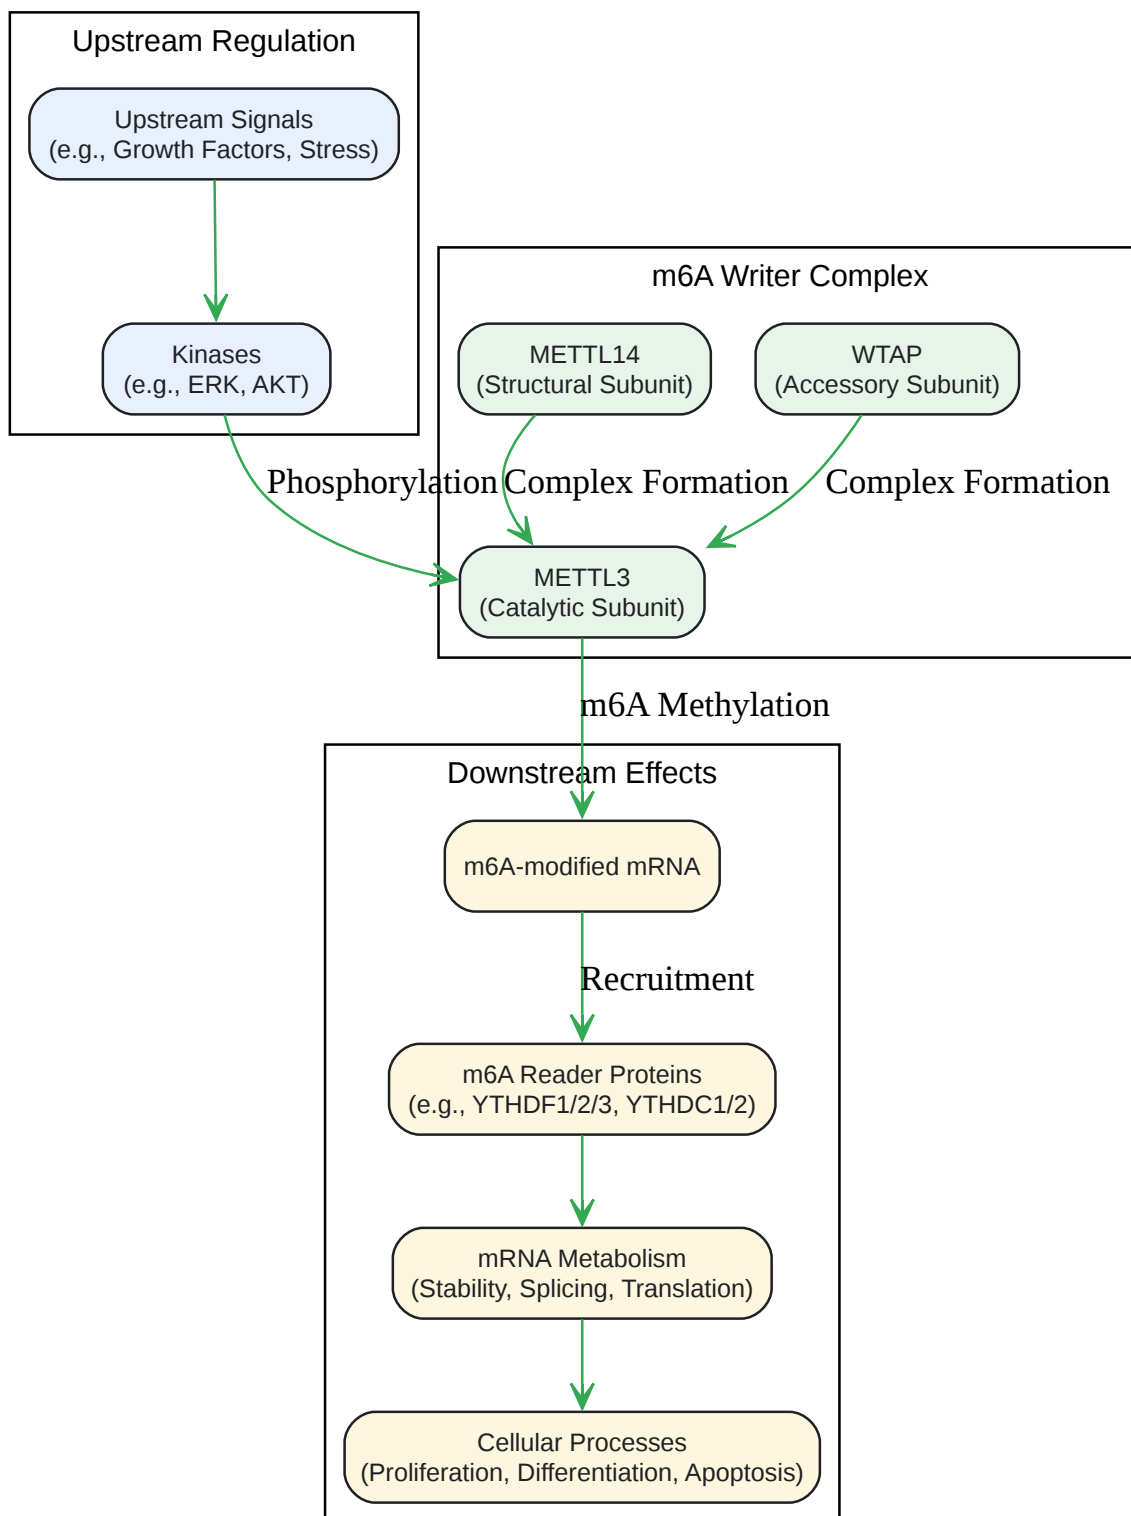 Upstream Regulation
Upstream Signals
(e.g., Growth Factors, Stress)
Kinases
(e.g., ERK, AKT)
m6A Writer Complex
METTL14
(Structural Subunit)
WTAP
(Accessory Subunit)
Phosphorylation
Complex Formation
Complex Formation
METTL3
(Catalytic Subunit)
m6A Methylation
Downstream Effects
m6A-modified mRNA
Recruitment
m6A Reader Proteins
(e.g., YTHDF1/2/3, YTHDC1/2)
mRNA Metabolism
(Stability, Splicing, Translation)
Cellular Processes
(Proliferation, Differentiation, Apoptosis)